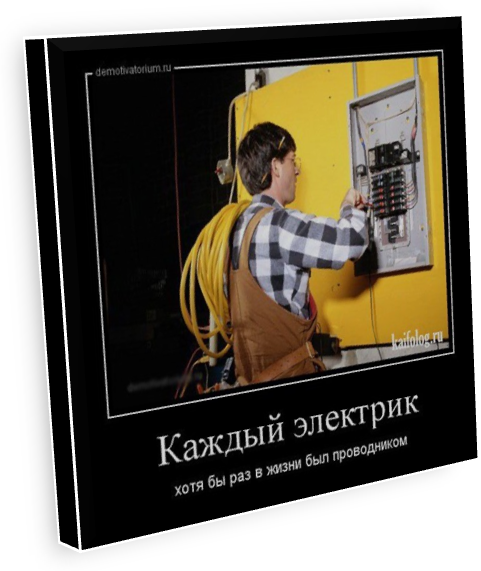 demotivatorium.ru
kaifolog.ru
Каждый электрик
хотя бы раз в жизни был проводником